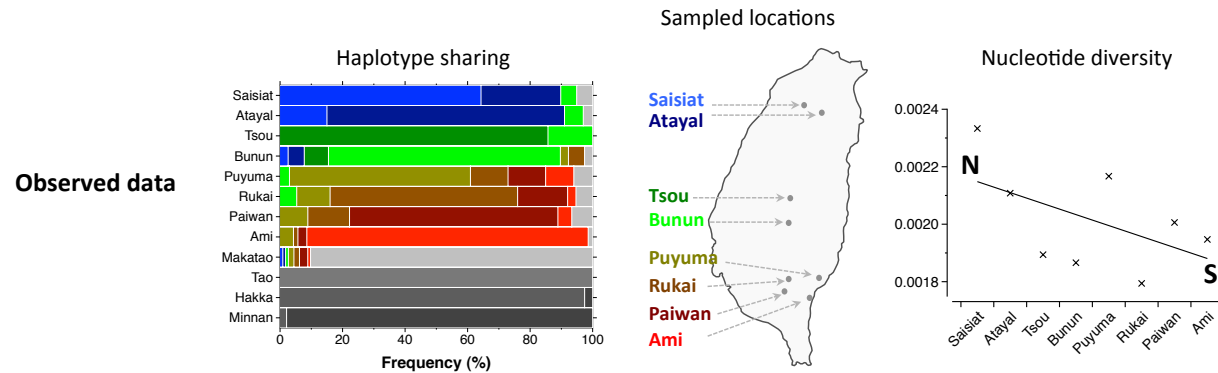 Observed data
Haplotype sharing
Saisiat
Atayal
Tsou
Bunun
Puyuma
Rukai
Paiwan
Ami
Makatao
Tao
Hakka
Minnan
0 20 40 60 80 100
Frequency (%)
Sampled locations
Saisiat
Atayal
Tsou
Bunun
Puyuma
Rukai
Paiwan
Ami
Nucleotide diversity
0.0024
0.0022
0.0020
0.0018
N
S
Saisiat
Atayal
Tsou
Bunun
Puyuma
Rukai
Paiwan
Ami